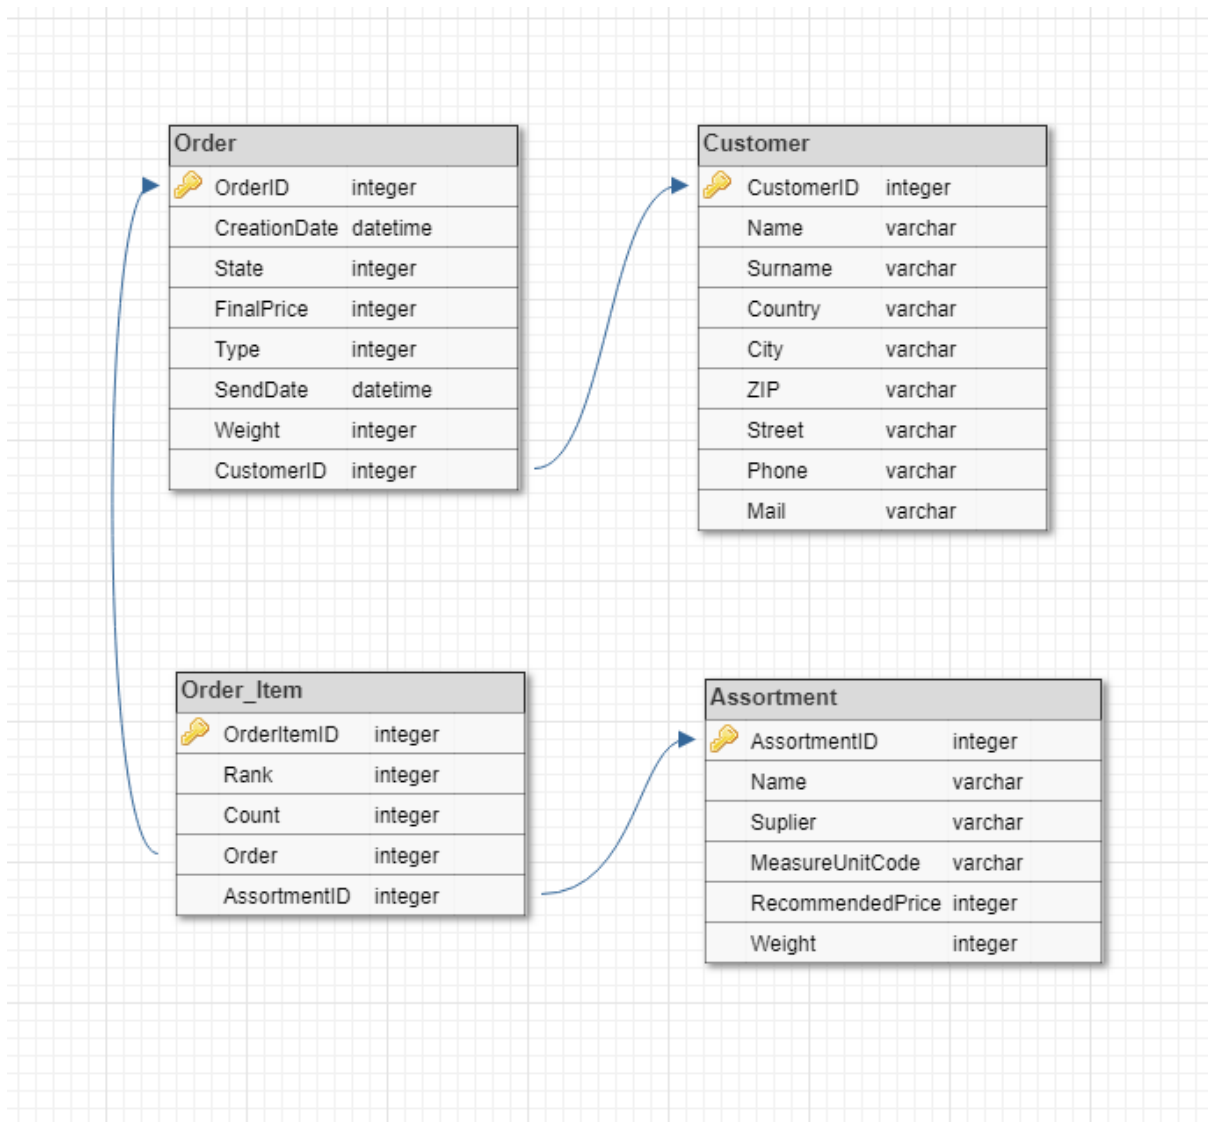 Order
OrderID integer
CreationDate datetime
State integer
FinalPrice integer
Type integer
SendDate datetime
Weight integer
CustomerID integer
Customer
CustomerID integer
Name varchar
Surname varchar
Country varchar
City varchar
ZIP varchar
Street varchar
Phone varchar
Mail varchar
Order_Item
OrderItemID integer
Rank integer
Count integer
Order integer
AssortmentID integer
Assortment
AssortmentID integer
Name varchar
Suplier varchar
MeasureUnitCode varchar
RecommendedPrice integer
Weight integer